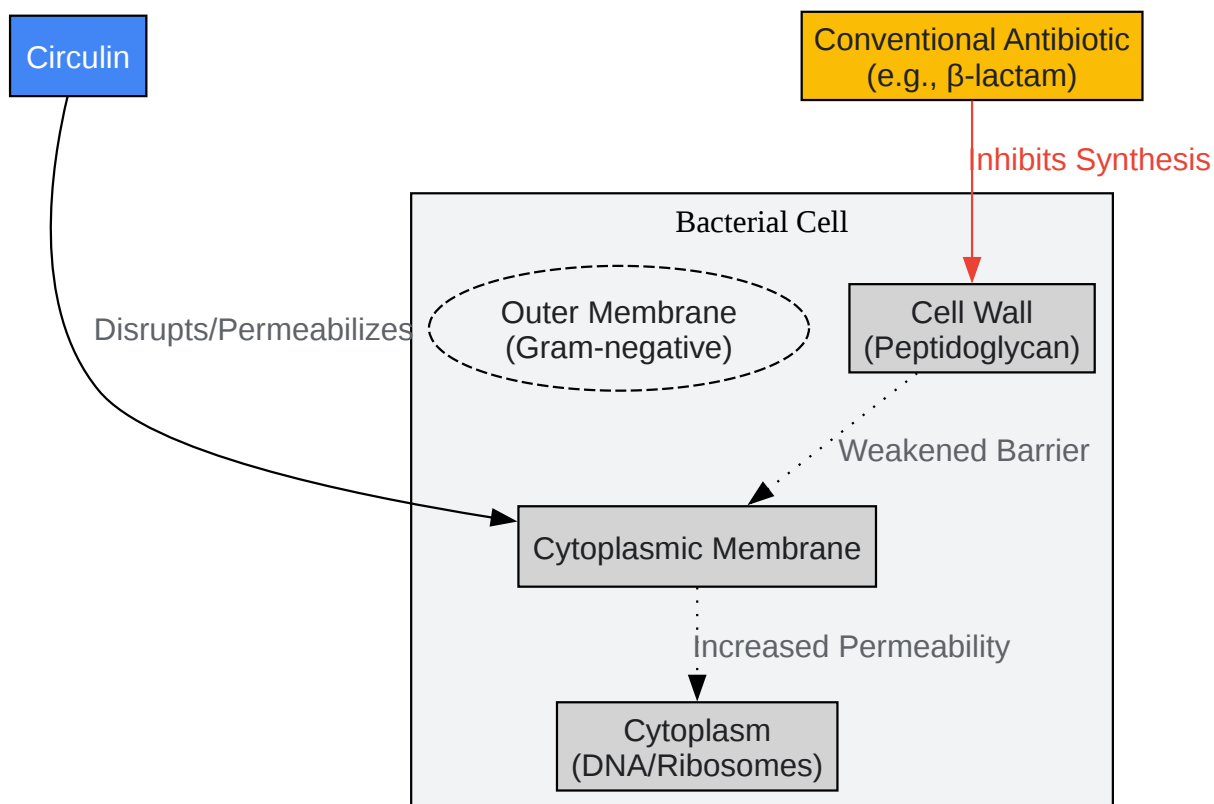 Circulin
Conventional Antibiotic
(e.g., β-lactam)
Inhibits Synthesis
Bacterial Cell
Outer Membrane
(Gram-negative)
Cell Wall
(Peptidoglycan)
Disrupts/Permeabilizes
Weakened Barrier
Cytoplasmic Membrane
Increased Permeability
Cytoplasm
(DNA/Ribosomes)